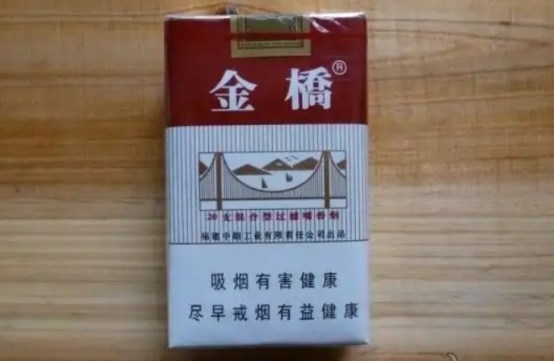 金橋®
20支混合型过滤嘴香烟
福建中烟工业有限责任公司出品
吸烟有害健康
尽早戒烟有益健康